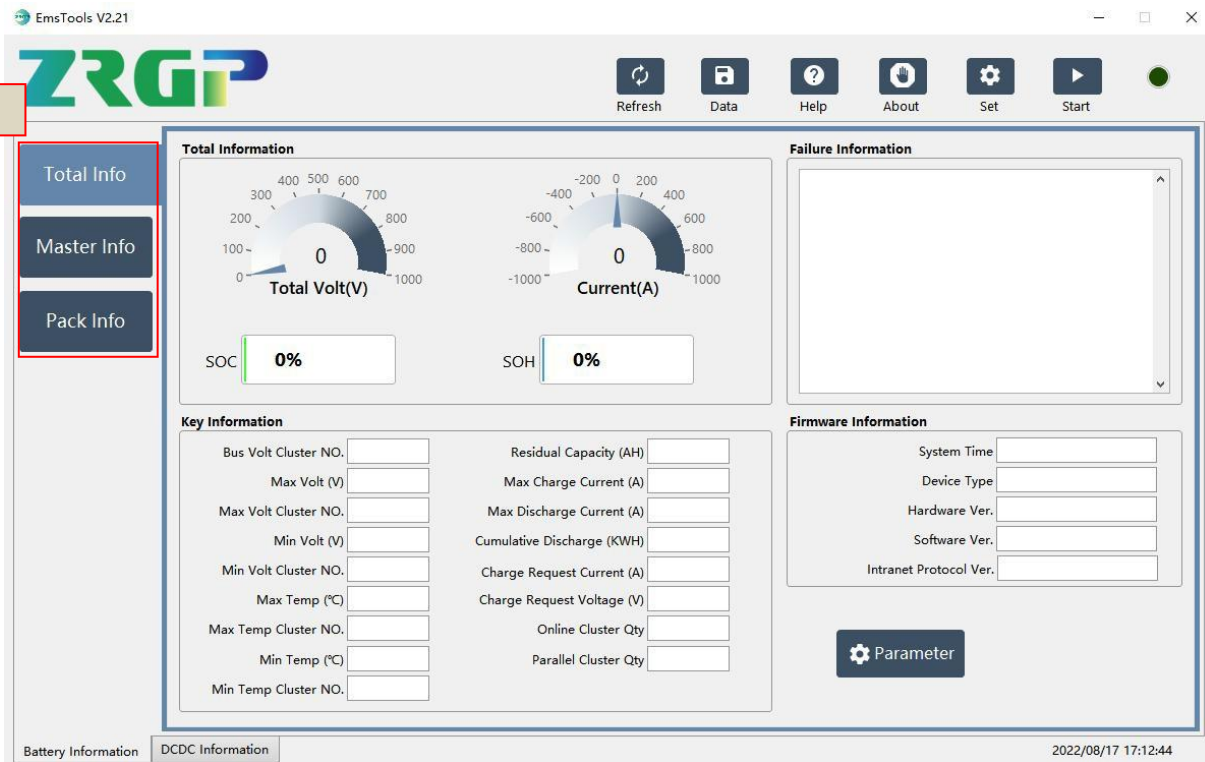 EmsTools V2.21
ZRGP
Refresh
Data
Help
About
Set
Start
Total Info
Master Info
Pack Info
Total Information
0
100
200
300
400
500
600
700
800
900
1000
0
Total Volt(V)
-1000
-800
-600
-400
-200
0
200
400
600
800
1000
0
Current(A)
SOC 0%
SOH 0%
Failure Information
Key Information
Bus Volt Cluster NO.
Max Volt (V)
Max Volt Cluster NO.
Min Volt (V)
Min Volt Cluster NO.
Max Temp (℃)
Max Temp Cluster NO.
Min Temp (℃)
Min Temp Cluster NO.
Residual Capacity (AH)
Max Charge Current (A)
Max Discharge Current (A)
Cumulative Discharge (KWH)
Charge Request Current (A)
Charge Request Voltage (V)
Online Cluster Qty
Parallel Cluster Qty
Firmware Information
System Time
Device Type
Hardware Ver.
Software Ver.
Intranet Protocol Ver.
Parameter
Battery Information
DCDC Information
2022/08/17 17:12:44